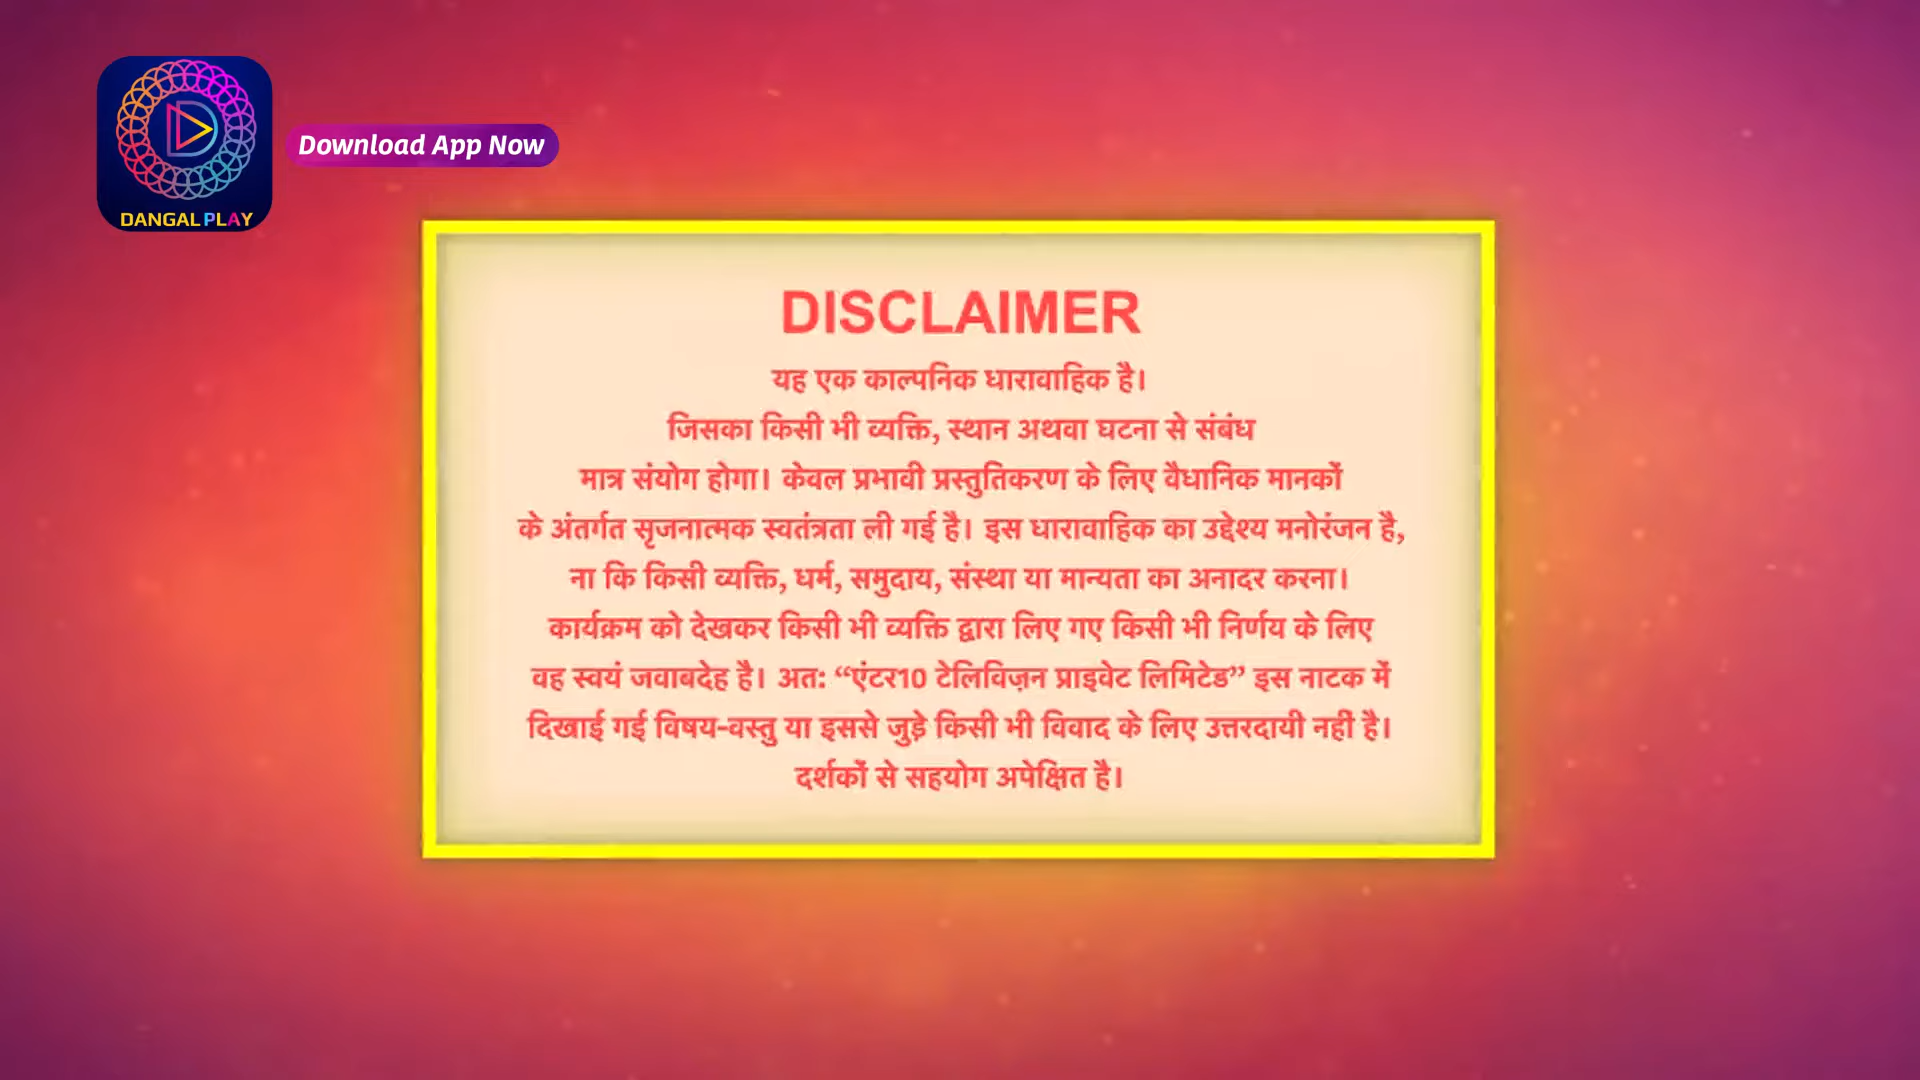 DANGAL PLAY
Download App Now
DISCLAIMER
यह एक काल्पनिक धारावाहिक है।
जिसका किसी भी व्यक्ति, स्थान अथवा घटना से संबंध
मात्र संयोग होगा। केवल प्रभावी प्रस्तुतिकरण के लिए वैधानिक मानकों
के अंतर्गत सृजनात्मक स्वतंत्रता ली गई है। इस धारावाहिक का उद्देश्य मनोरंजन है,
ना कि किसी व्यक्ति, धर्म, समुदाय, संस्था या मान्यता का अनादर करना।
कार्यक्रम को देखकर किसी भी व्यक्ति द्वारा लिए गए किसी भी निर्णय के लिए
वह स्वयं जवाबदेह है। अत: “एंटर10 टेलिविज़न प्राइवेट लिमिटेड” इस नाटक में
दिखाई गई विषय-वस्तु या इससे जुड़े किसी भी विवाद के लिए उत्तरदायी नहीं है।
दर्शकों से सहयोग अपेक्षित है।